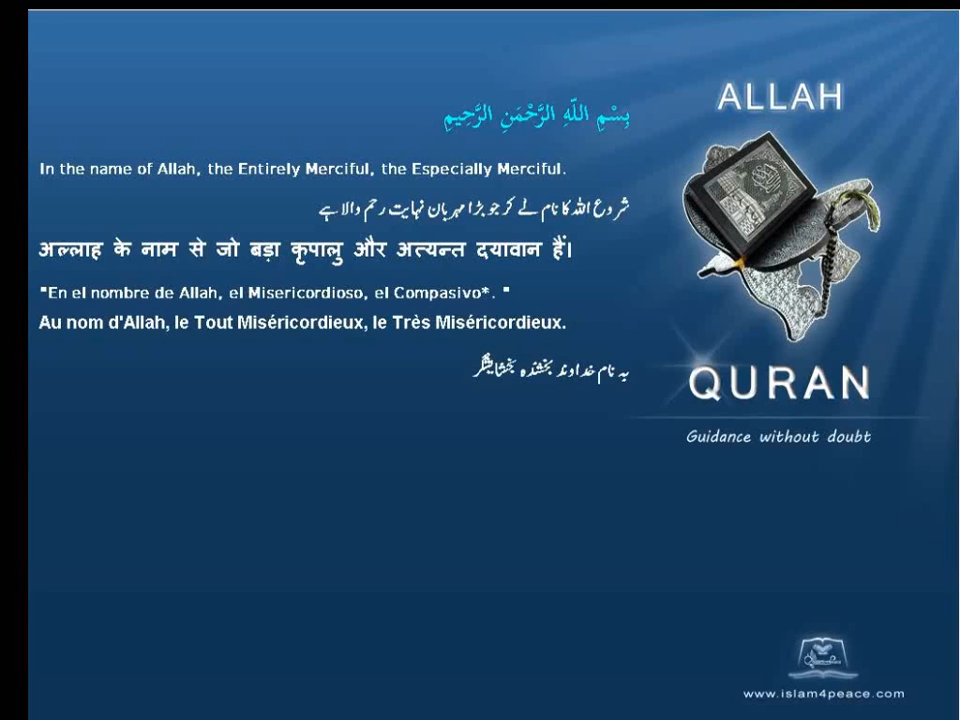 بِسْمِ اللّهِ الرَّحْمَنِ الرَّحِيمِ
In the name of Allah, the Entirely Merciful, the Especially Merciful.
شروع الله کا نام لے کر جو بڑا مہربان نہایت رحم والا ہے
अल्लाह के नाम से जो बड़ा कृपालु और अत्यन्त दयावान हैं।
"En el nombre de Allah, el Misericordioso, el Compasivo*. "
Au nom d'Allah, le Tout Miséricordieux, le Très Miséricordieux.
به نام خداوند بخشنده بخشایشگر
ALLAH
QURAN
Guidance without doubt
www.islam4peace.com